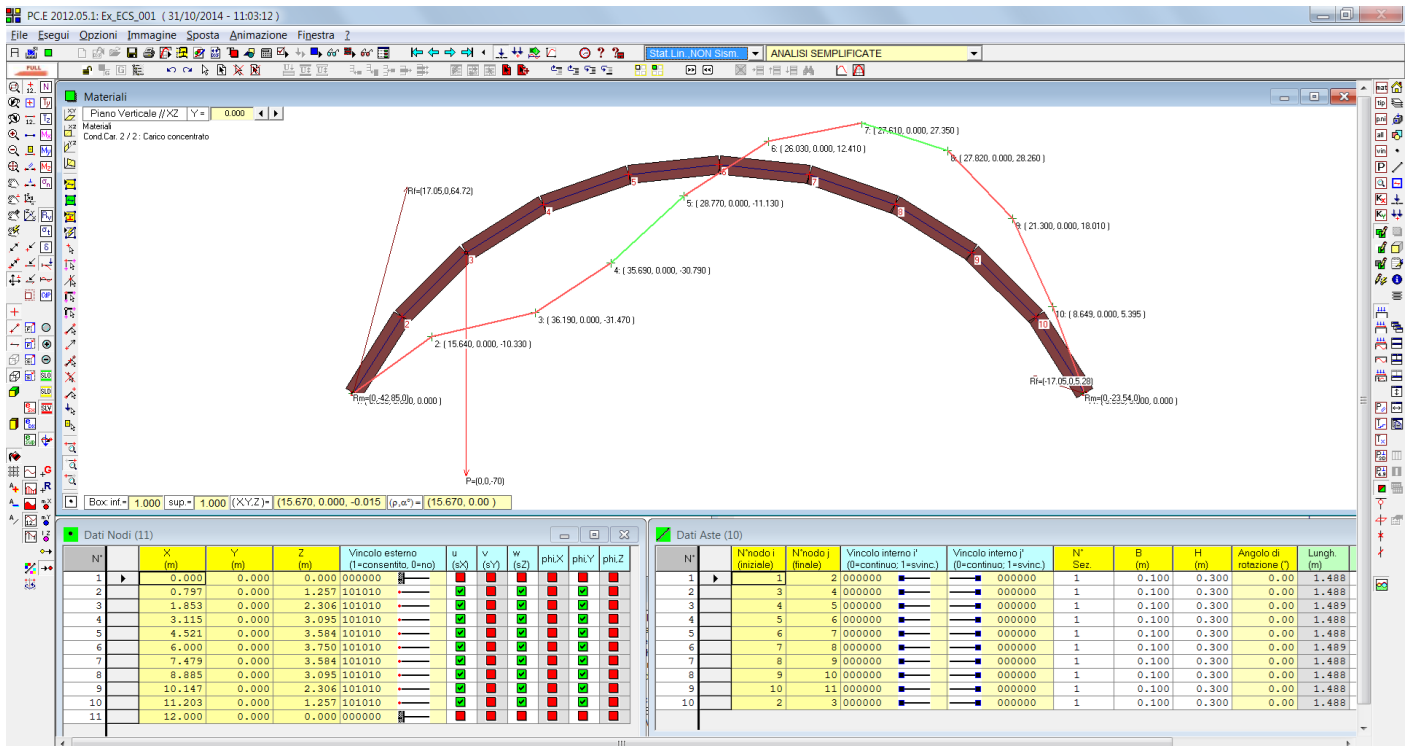 PC.E 2012.05.1: Ex_ECS_001 ( 31/10/2014 - 11:03:12 )
File Esegui Opzioni Immagine Sposta Animazione Finestra ?
Stat.Lin. NON Sism. ANALISI SEMPLIFICATE
FULL
Materiali
Piano Verticale //XZ Y = 0.000
Materiali
Cond.Car. 2 / 2 : Carico concentrato
7: ( 27.610, 0.000, 27.350 )
6: ( 26.030, 0.000, 12.410 )
8: ( 27.820, 0.000, 28.260 )
Rf=(17.05,0,64.72)
5: ( 28.770, 0.000, -11.130 )
9: ( 21.300, 0.000, 18.010 )
4: ( 35.690, 0.000, -30.790 )
10: ( 8.649, 0.000, 5.395 )
3: ( 36.190, 0.000, -31.470 )
2: ( 15.640, 0.000, -10.330 )
2 3 4 5 6 7 8 9 10
Rf=(-17.05,0,5.28)
Rm=(0,-42.85,0)
Rm=(0,-23.54,0)
P=(0,0,-70)
Box: inf.= 1.000 sup.= 1.000 (X,Y,Z)= (15.670, 0.000, -0.015 (ρ,α°)= (15.670, 0.00 )
Dati Nodi (11)
N° X (m) Y (m) Z (m) Vincolo esterno (1=consentito, 0=no) u (sX) v (sY) w (sZ) phi,X phi,Y phi,Z
1 0.000 0.000 0.000 000000
2 0.797 0.000 1.257 101010
3 1.853 0.000 2.306 101010
4 3.115 0.000 3.095 101010
5 4.521 0.000 3.584 101010
6 6.000 0.000 3.750 101010
7 7.479 0.000 3.584 101010
8 8.885 0.000 3.095 101010
9 10.147 0.000 2.306 101010
10 11.203 0.000 1.257 101010
11 12.000 0.000 0.000 000000
Dati Aste (10)
N° N°nodo i (iniziale) N°nodo j (finale) Vincolo interno i' (0=continuo; 1=svinc.) Vincolo interno j' (0=continuo; 1=svinc.) N° Sez. B (m) H (m) Angolo di rotazione (°) Lungh. (m)
1 1 2 000000 000000 1 0.100 0.300 0.00 1.488
2 3 4 000000 000000 1 0.100 0.300 0.00 1.488
3 4 5 000000 000000 1 0.100 0.300 0.00 1.489
4 5 6 000000 000000 1 0.100 0.300 0.00 1.488
5 6 7 000000 000000 1 0.100 0.300 0.00 1.488
6 7 8 000000 000000 1 0.100 0.300 0.00 1.489
7 8 9 000000 000000 1 0.100 0.300 0.00 1.488
8 9 10 000000 000000 1 0.100 0.300 0.00 1.488
9 10 11 000000 000000 1 0.100 0.300 0.00 1.488
10 2 3 000000 000000 1 0.100 0.300 0.00 1.488